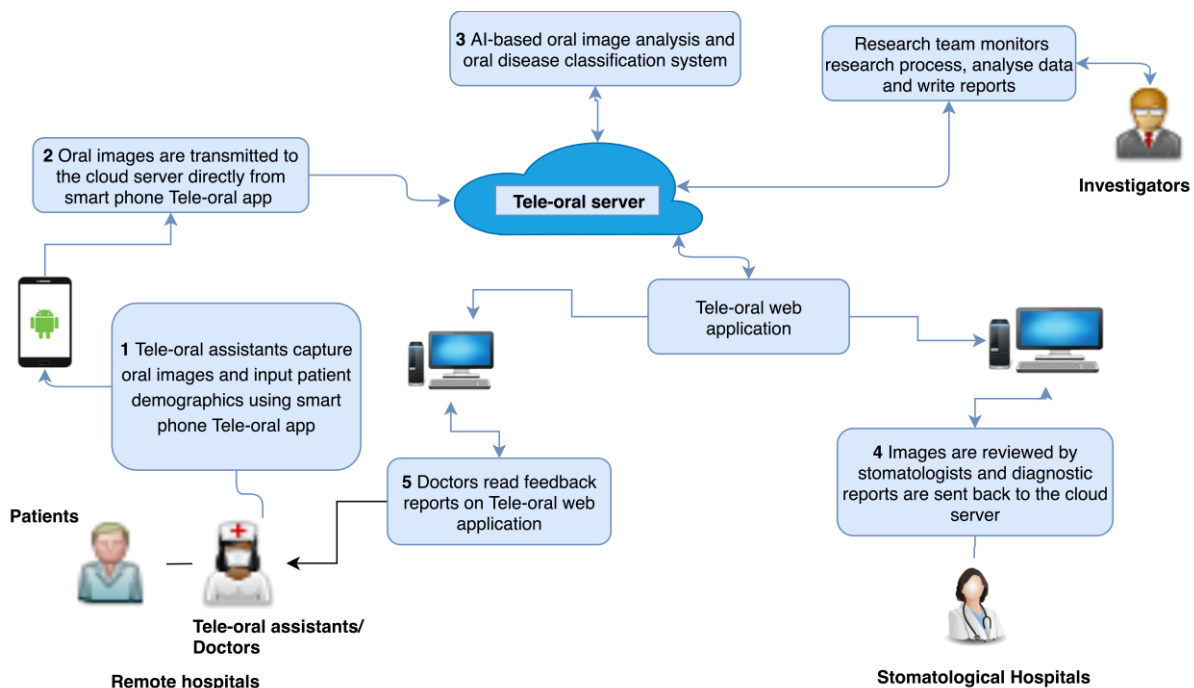 3 AI-based oral image analysis and
oral disease classification system
Research team monitors
research process, analyse data
and write reports
Investigators
2 Oral images are transmitted to
the cloud server directly from
smart phone Tele-oral app
Tele-oral server
Tele-oral web
application
1 Tele-oral assistants capture
oral images and input patient
demographics using smart
phone Tele-oral app
4 Images are reviewed by
stomatologists and diagnostic
reports are sent back to the cloud
server
5 Doctors read feedback
reports on Tele-oral web
application
Patients
Tele-oral assistants/
Doctors
Remote hospitals
Stomatological Hospitals